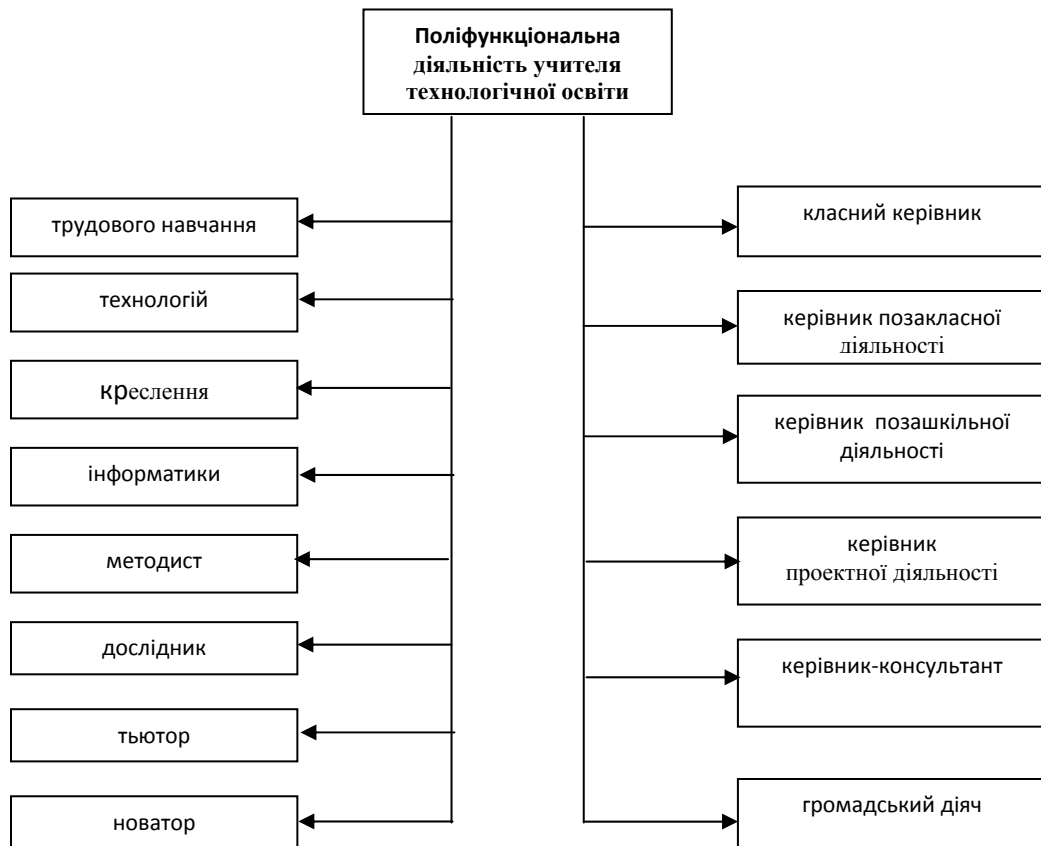 Поліфункціональна
діяльність учителя
технологічної освіти
трудового навчання
технологій
креслення
інформатики
методист
дослідник
тьютор
новатор
класний керівник
керівник позакласної
діяльності
керівник позашкільної
діяльності
керівник
проектної діяльності
керівник-консультант
громадський діяч